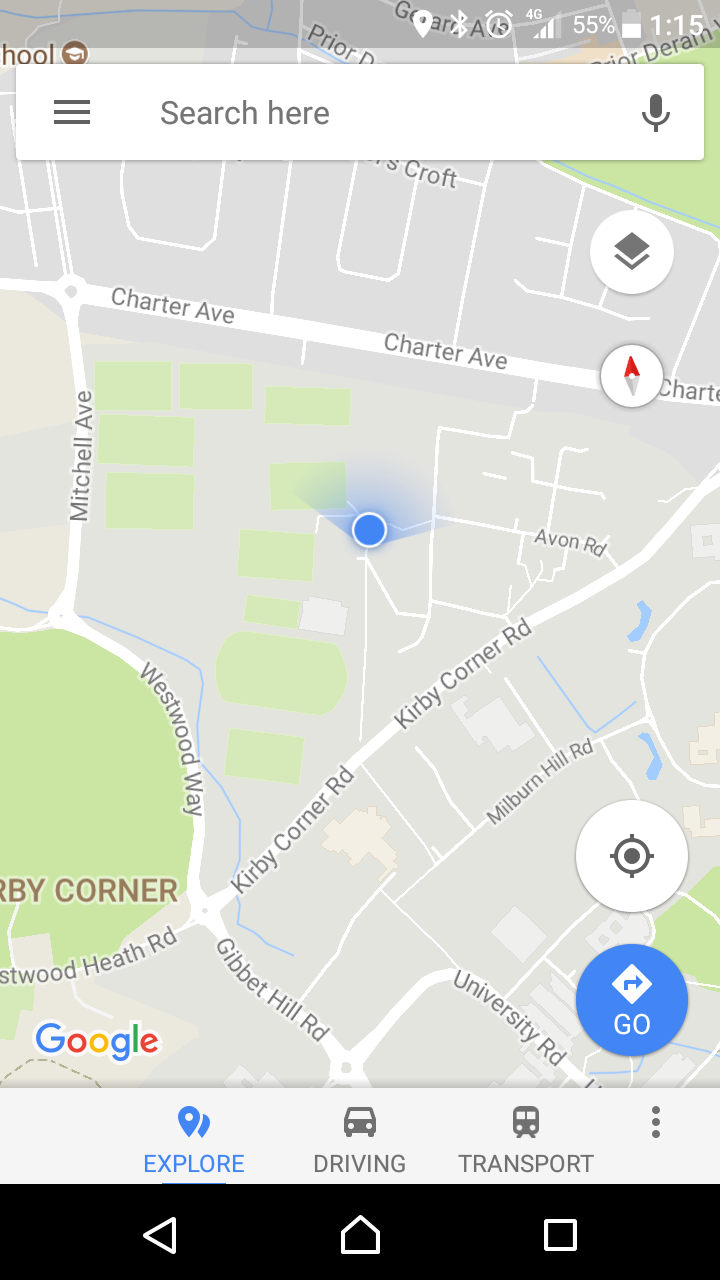 Gerard Ave
4G 55% 1:15
hool
Prior D
Prior Deram
Search here
r's Croft
Charter Ave
Charter Ave
Charte
Mitchell Ave
Avon Rd
Kirby Corner Rd
Westwood Way
Milburn Hill Rd
Kirby Corner Rd
RBY CORNER
stwood Heath Rd
Gibbet Hill Rd
University Rd
GO
Google
EXPLORE
DRIVING
TRANSPORT